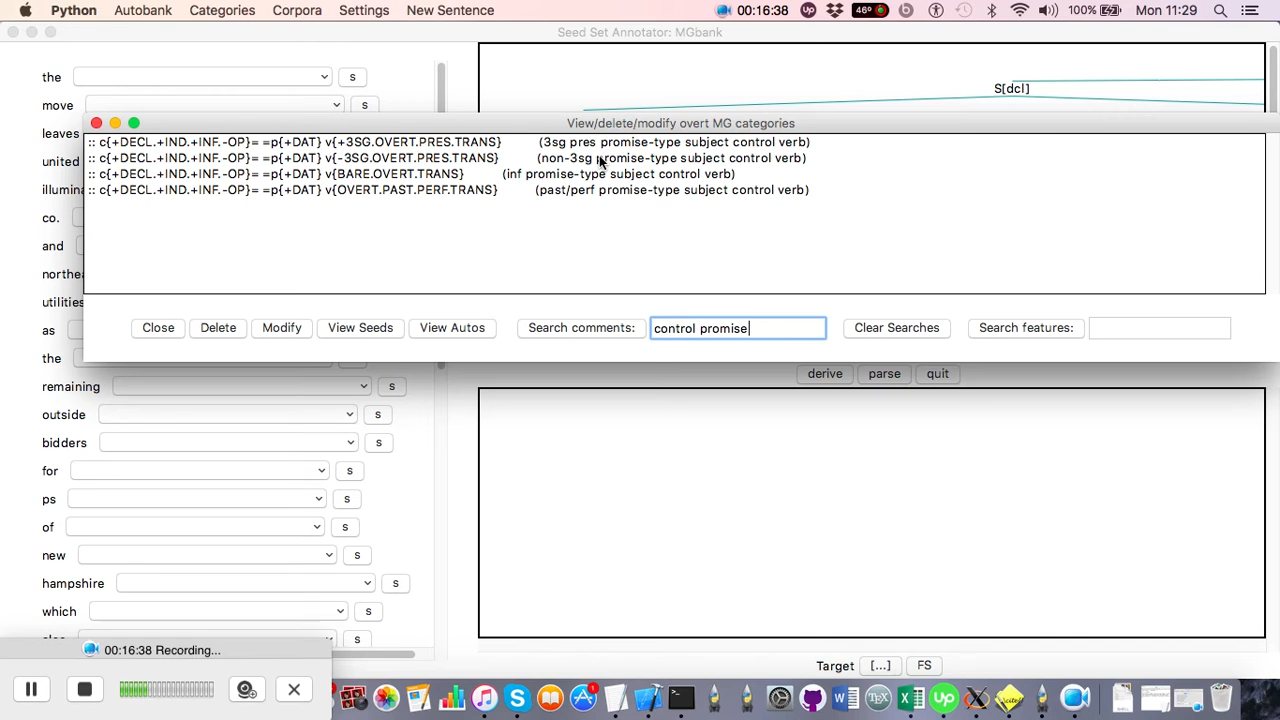 Python Autobank Categories Corpora Settings New Sentence 00:16:38 46° 100% Mon 11:29
Seed Set Annotator: MGbank
the s
S[dcl]
move s
View/delete/modify overt MG categories
leaves
united
illumina
co.
and
northea
utilities
as
the
:: c{+DECL.+IND.+INF.-OP}= =p{+DAT} v{+3SG.OVERT.PRES.TRANS} (3sg pres promise-type subject control verb)
:: c{+DECL.+IND.+INF.-OP}= =p{+DAT} v{-3SG.OVERT.PRES.TRANS} (non-3sg promise-type subject control verb)
:: c{+DECL.+IND.+INF.-OP}= =p{+DAT} v{BARE.OVERT.TRANS} (inf promise-type subject control verb)
:: c{+DECL.+IND.+INF.-OP}= =p{+DAT} v{OVERT.PAST.PERF.TRANS} (past/perf promise-type subject control verb)
Close Delete Modify View Seeds View Autos Search comments: control promise Clear Searches Search features:
derive parse quit
remaining s
outside s
bidders s
for s
ps s
of s
new s
hampshire s
which s
s
00:16:38 Recording...
Target [...] FS